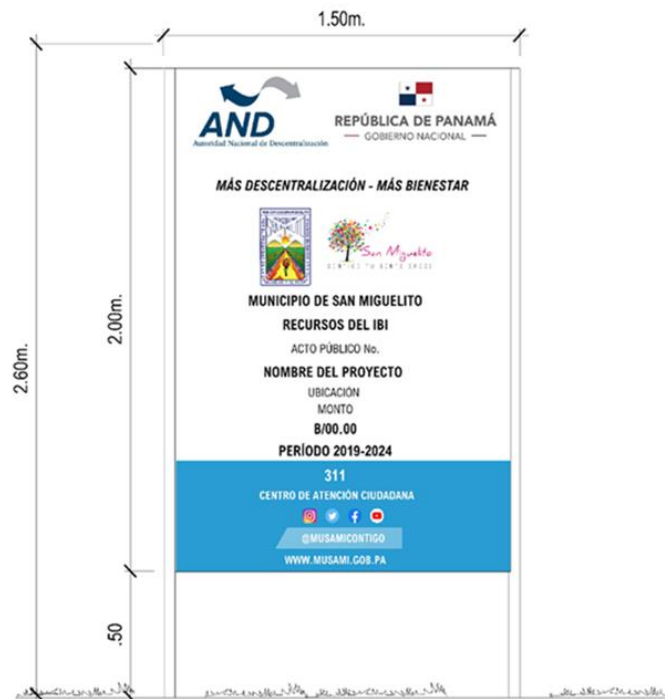 1.50m.
AND
Autoridad Nacional de Descentralización
REPÚBLICA DE PANAMÁ
GOBIERNO NACIONAL
MÁS DESCENTRALIZACIÓN - MÁS BIENESTAR
San Miguelito
MUNICIPIO DE SAN MIGUELITO
RECURSOS DEL IBI
ACTO PÚBLICO No.
NOMBRE DEL PROYECTO
UBICACIÓN
MONTO
B/00.00
PERÍODO 2019-2024
311
CENTRO DE ATENCIÓN CIUDADANA
@MUSAMICONTIGO
WWW.MUSAMI.GOB.PA
2.60m.
2.00m.
.50